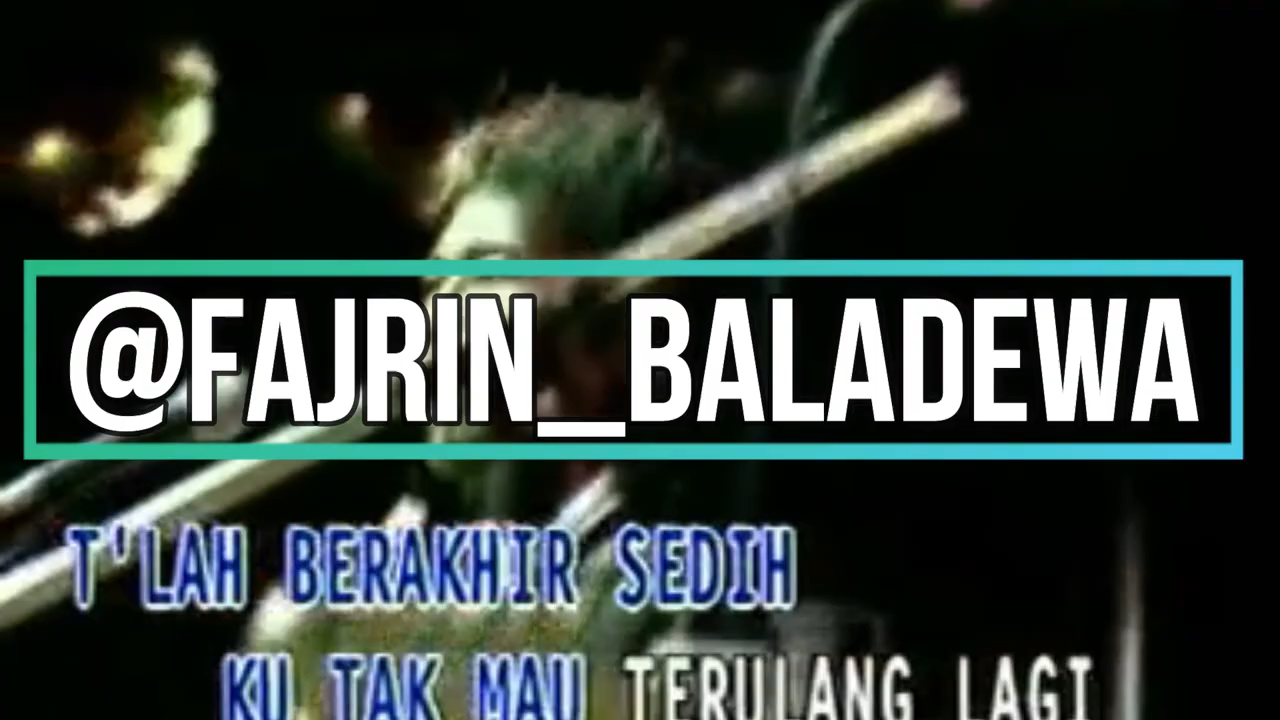 @FAJRIN_BALADEWA
T'LAH BERAKHIR SEDIH
KU TAK MAU TERULANG LAGI